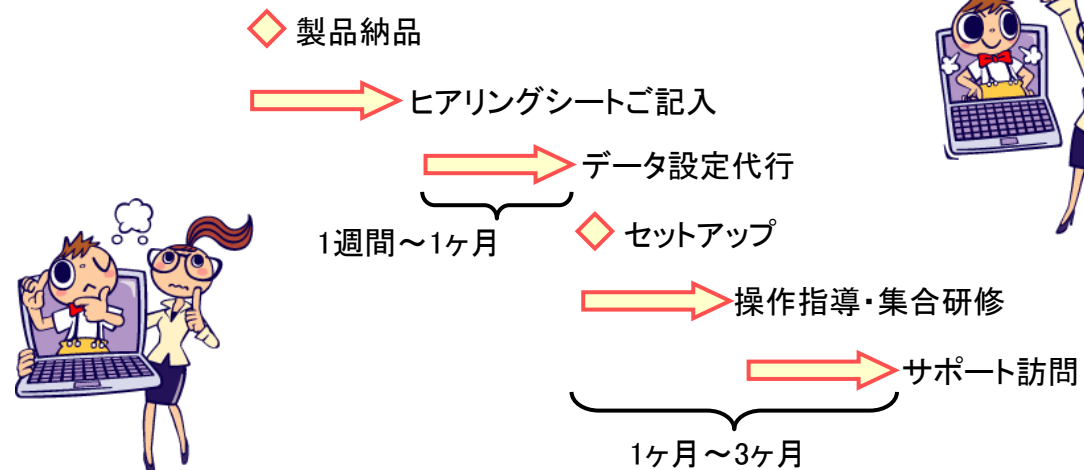 製品納品
ヒアリングシートご記入
データ設定代行
1週間～1ヶ月
セットアップ
操作指導・集合研修
サポート訪問
1ヶ月～3ヶ月